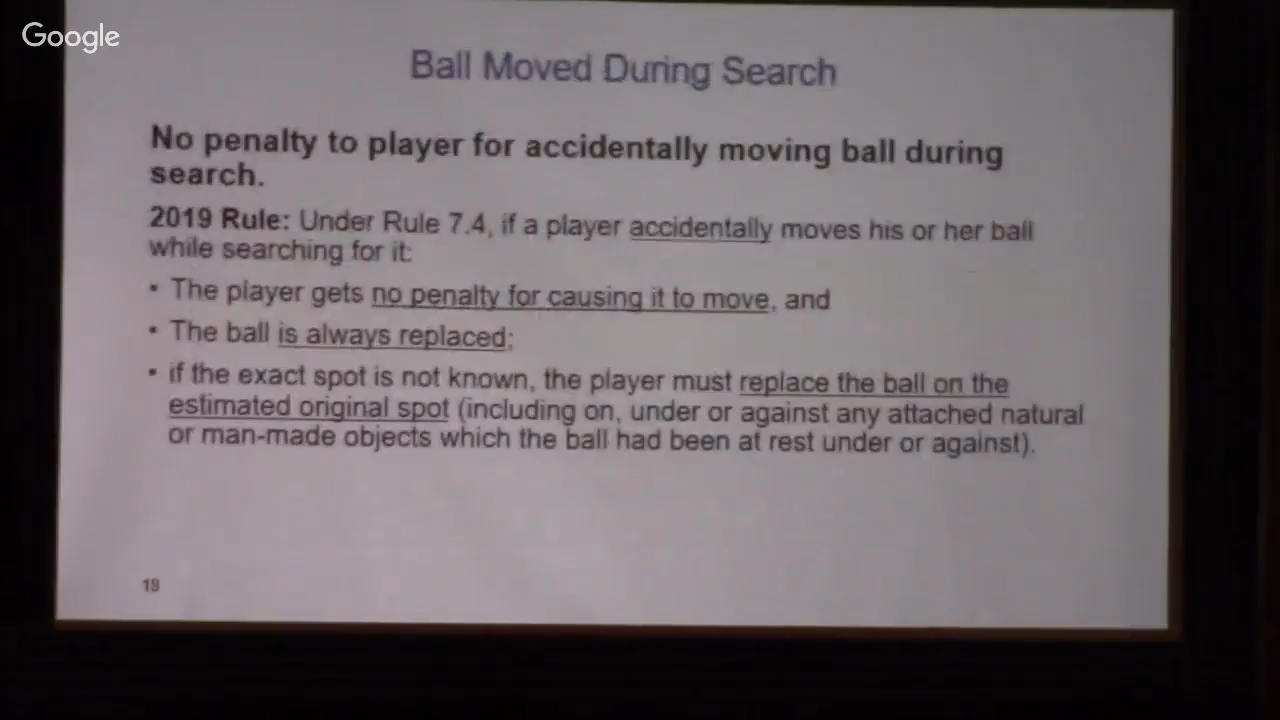 Google
Ball Moved During Search
No penalty to player for accidentally moving ball during
search.
2019 Rule: Under Rule 7.4, if a player accidentally moves his or her ball
while searching for it:
• The player gets no penalty for causing it to move, and
• The ball is always replaced;
• if the exact spot is not known, the player must replace the ball on the
estimated original spot (including on, under or against any attached natural
or man-made objects which the ball had been at rest under or against).
18